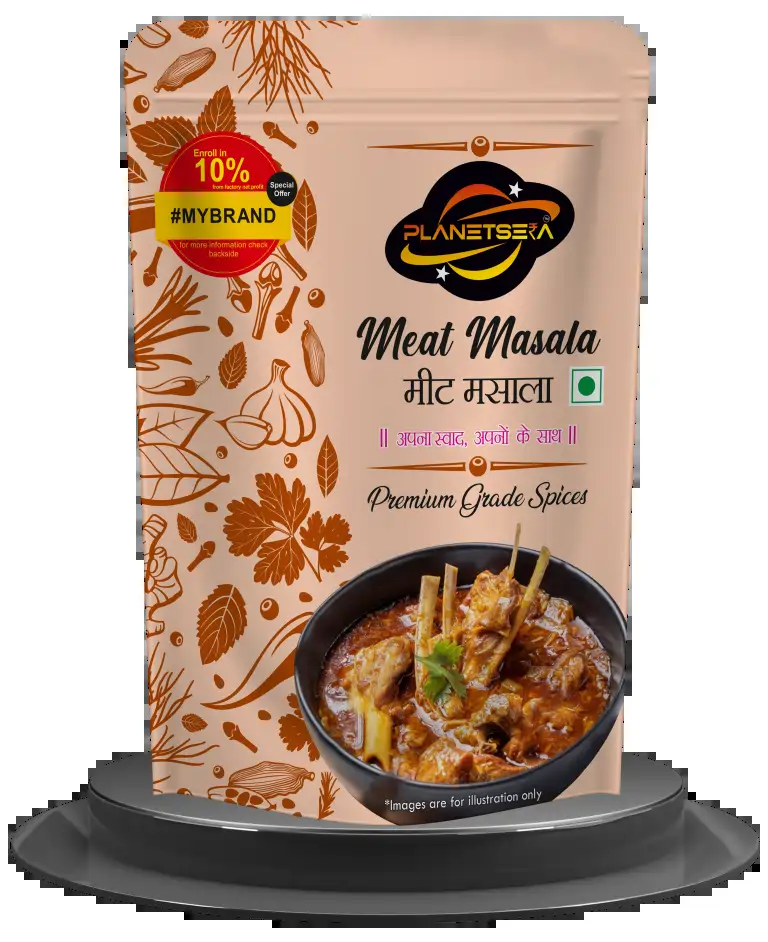 Enroll in
10%
from factory net profit
Special
Offer
#MYBRAND
for more information check
backside
PLANETSERA
Meat Masala
मीट मसाला
|| अपना स्वाद, अपनों के साथ ||
Premium Grade Spices
*Images are for illustration only